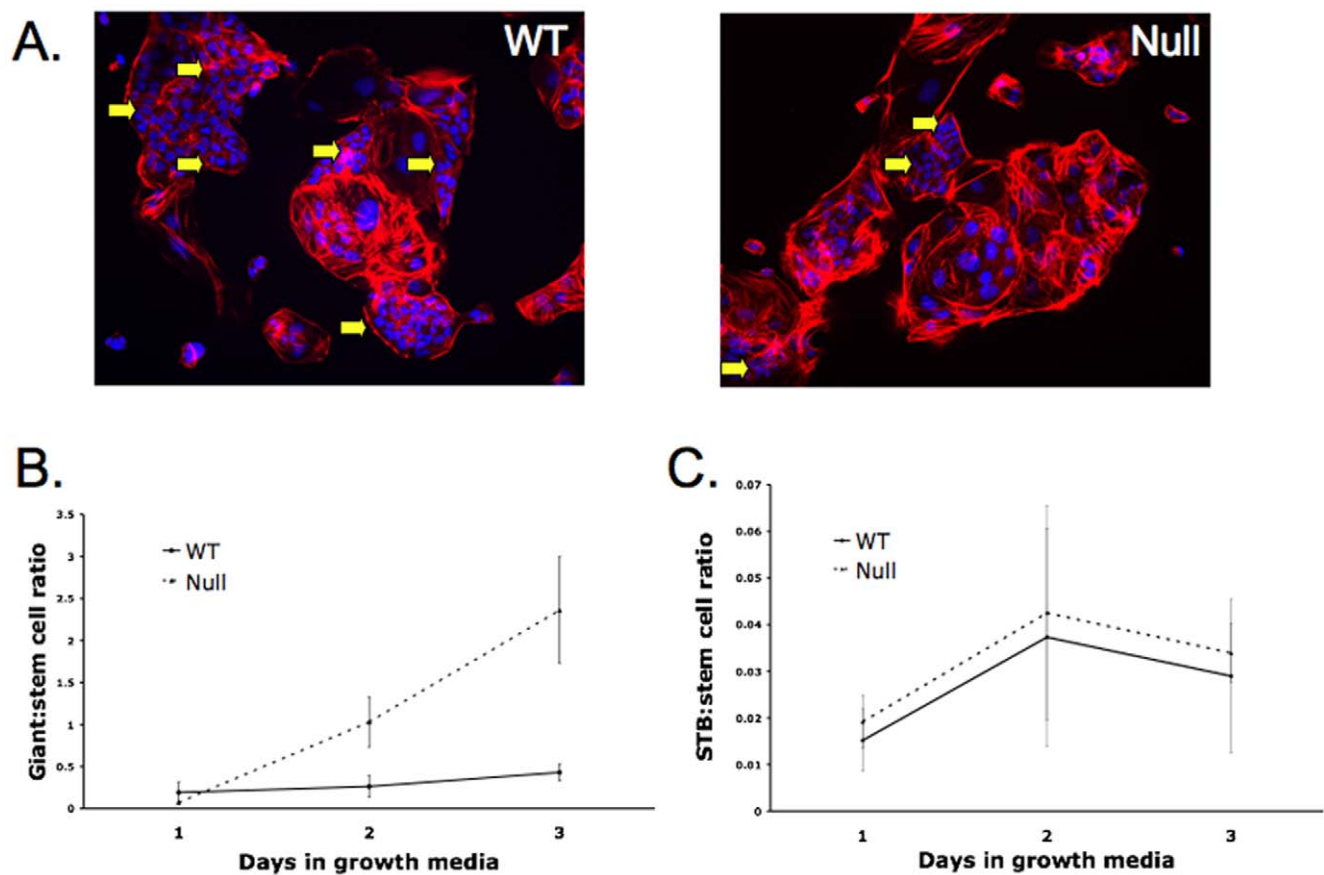 A.
WT
Null
B.
Giant:stem cell ratio
3.5
3
2.5
2
1.5
1
0.5
0
WT
Null
1
2
3
Days in growth media
C.
STB:stem cell ratio
0.07
0.06
0.05
0.04
0.03
0.02
0.01
0
WT
Null
1
2
3
Days in growth media